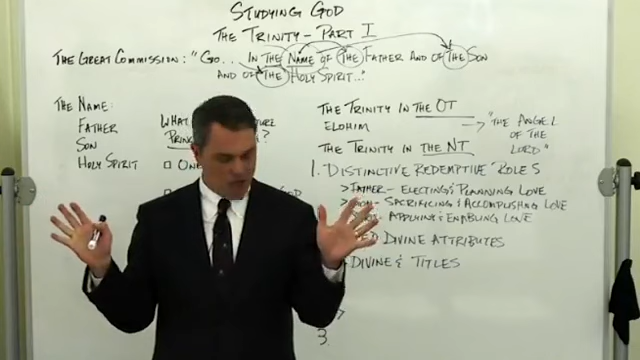 STUDYING GOD
THE TRINITY - PART I
THE GREAT COMMISSION: "GO... IN THE NAME OF THE FATHER AND OF THE SON
AND OF THE HOLY SPIRIT..."
THE NAME:
FATHER
SON
HOLY SPIRIT
WHAT
?
ONE
THE TRINITY IN THE OT
ELOHIM
"THE ANGEL
OF THE
LORD"
THE TRINITY IN THE NT
1. DISTINCTIVE REDEMPTIVE ROLES
> FATHER - ELECTING & PLANNING LOVE
SACRIFICING & ACCOMPLISHING LOVE
APPLYING & ENABLING LOVE
DIVINE ATTRIBUTES
DIVINE TITLES
>
3